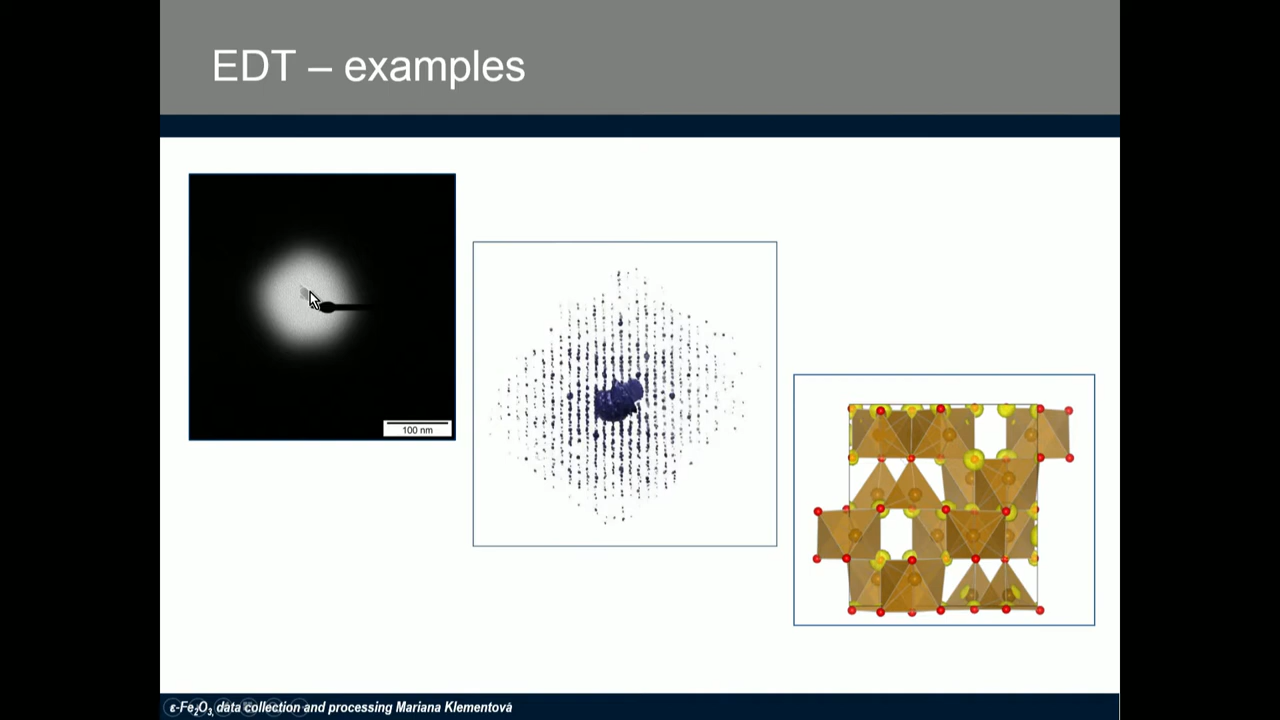 EDT – examples
100 nm
ε-Fe₂O₃, data collection and processing Mariana Klementová